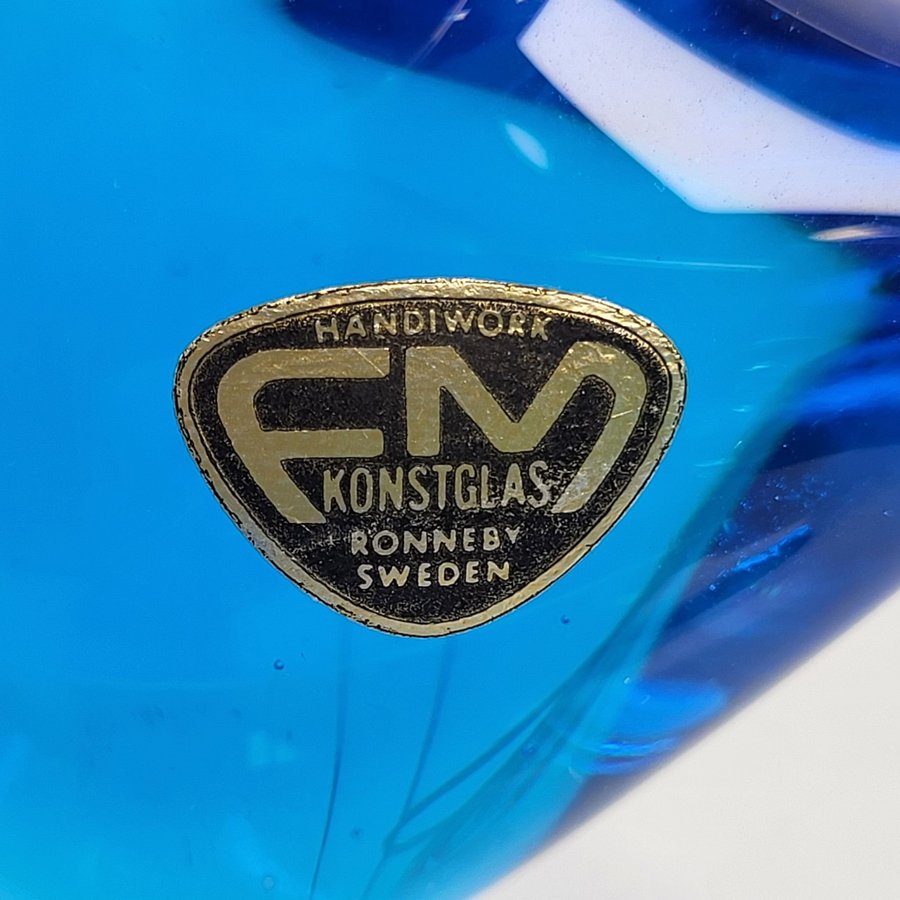 HANDIWORK
FM
KONSTGLAS
RONNEBY
SWEDEN